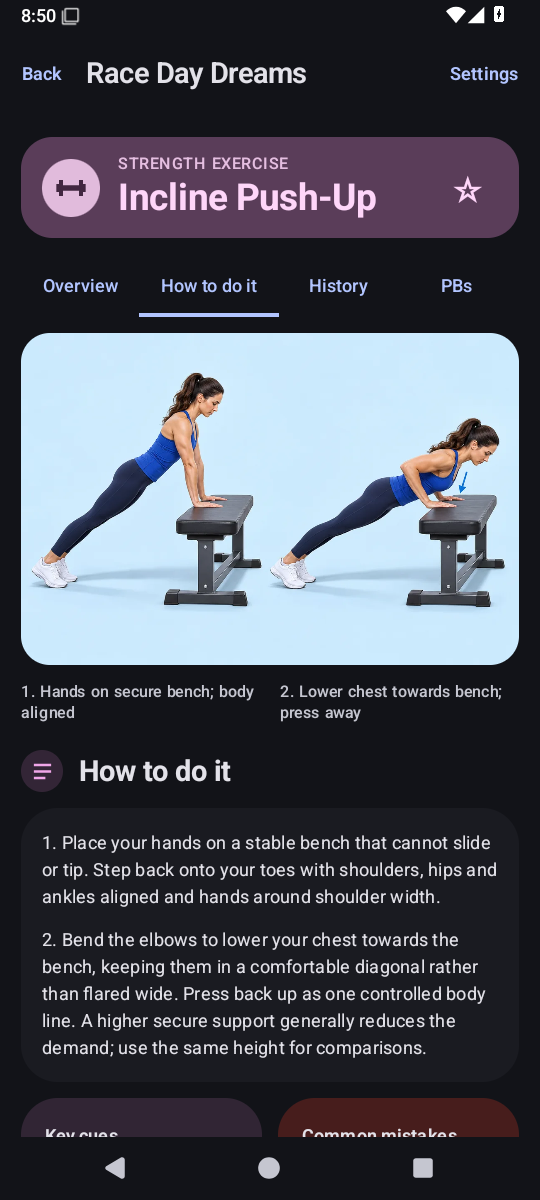 8:50
Back Race Day Dreams Settings
STRENGTH EXERCISE
Incline Push-Up
Overview How to do it History PBs
1. Hands on secure bench; body
aligned
2. Lower chest towards bench;
press away
How to do it
1. Place your hands on a stable bench that cannot slide
or tip. Step back onto your toes with shoulders, hips and
ankles aligned and hands around shoulder width.
2. Bend the elbows to lower your chest towards the
bench, keeping them in a comfortable diagonal rather
than flared wide. Press back up as one controlled body
line. A higher secure support generally reduces the
demand; use the same height for comparisons.
Key cues Common mistakes